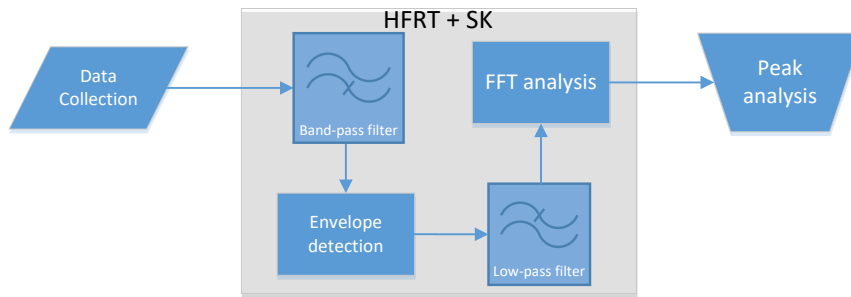 HFRT + SK
Data
Collection
Band-pass filter
Envelope
detection
Low-pass filter
FFT analysis
Peak
analysis